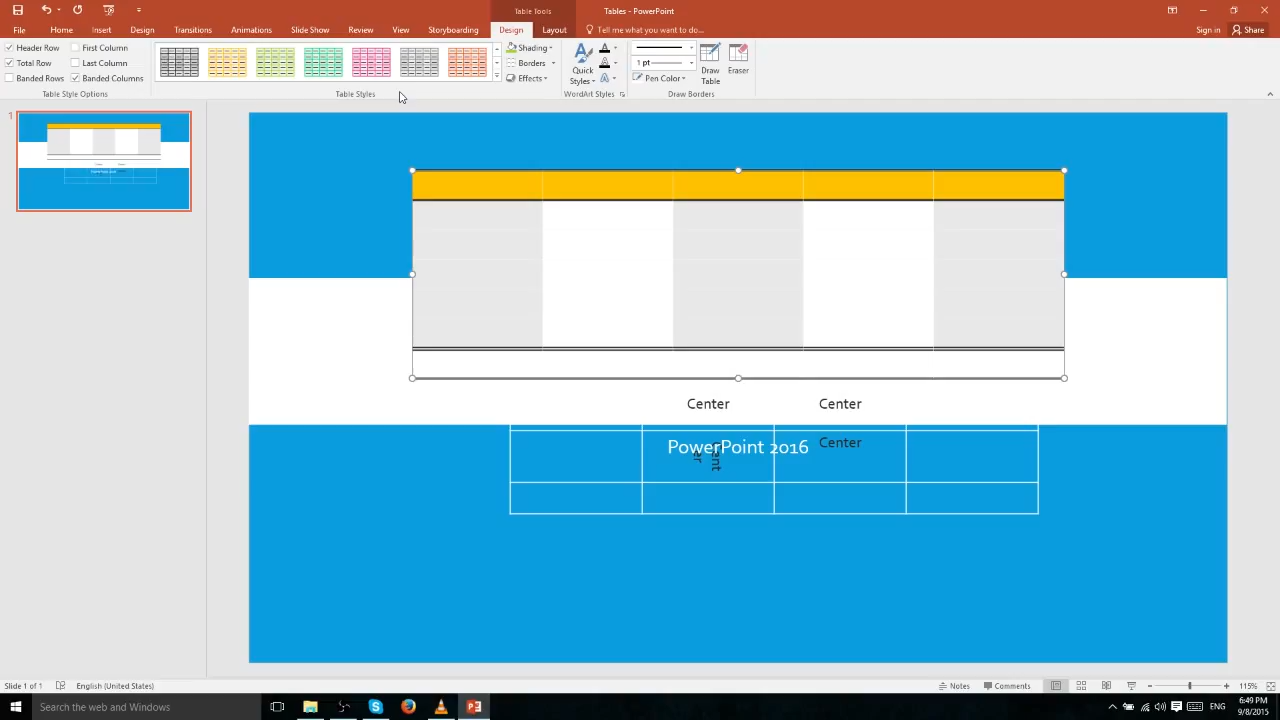 Table Tools
Tables - PowerPoint
File Home Insert Design Transitions Animations Slide Show Review View Storyboarding Design Layout Tell me what you want to do... Sign in Share
Header Row First Column
Total Row Last Column
Banded Rows Banded Columns
Table Style Options
Table Styles
Shading
Borders
Effects
Quick
Styles
WordArt Styles
1 pt
Pen Color
Draw
Table
Eraser
Draw Borders
1
Center Center
PowerPoint 2016
Center
Cent
er
Slide 1 of 1 English (United States) Notes Comments 115%
Search the web and Windows
ENG
6:49 PM
9/8/2015